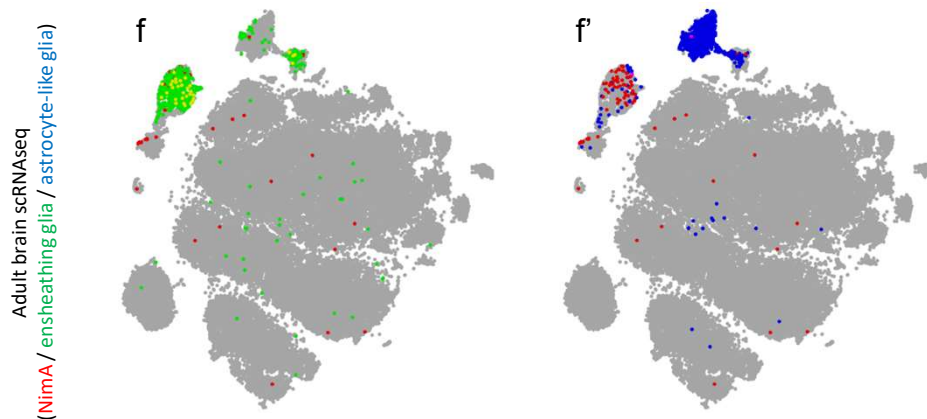 Adult brain scRNAseq
(NimA / ensheathing glia / astrocyte-like glia)
f
f'